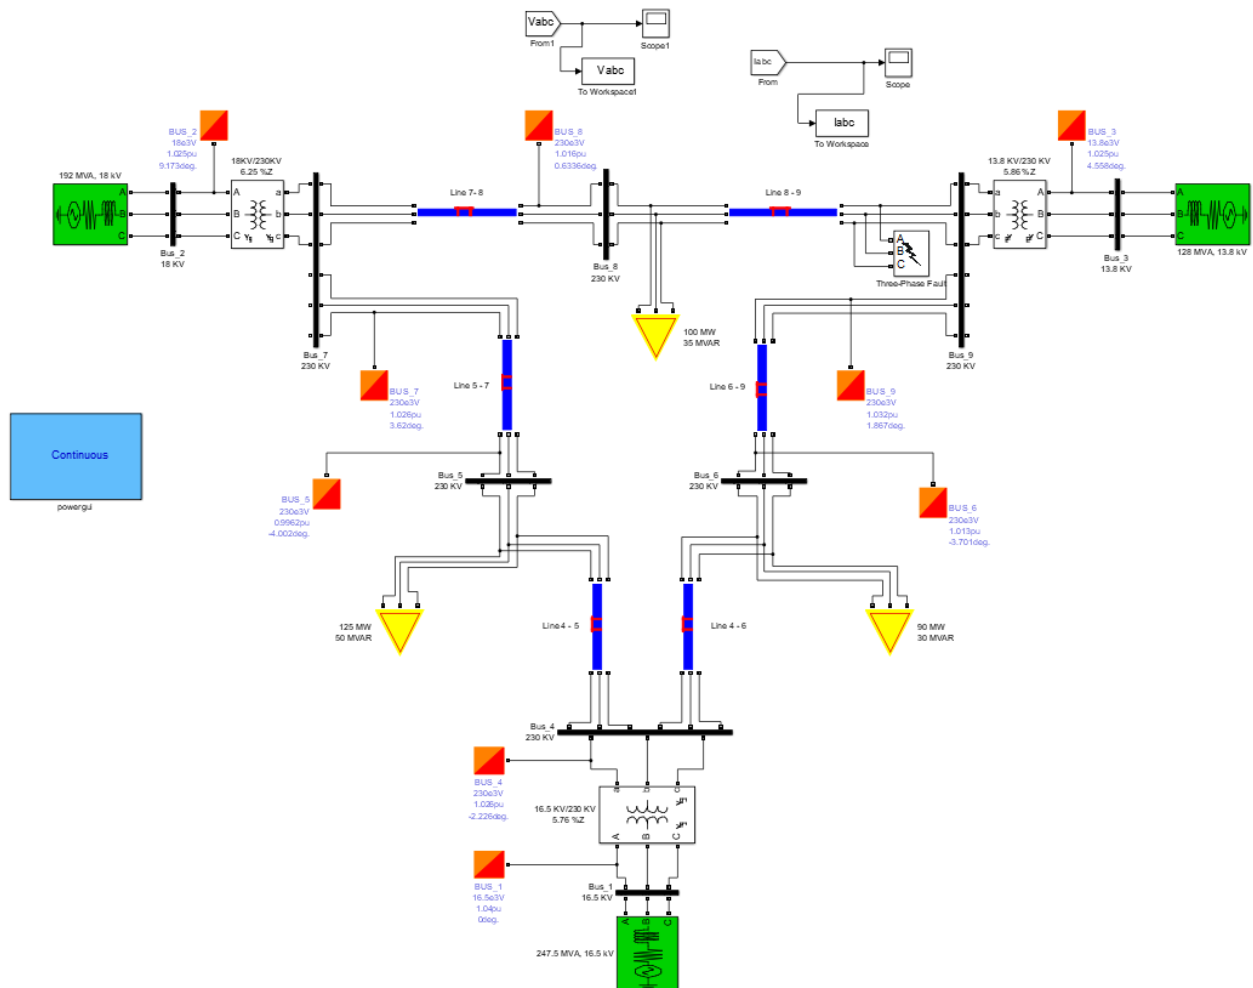 Vabc
From1
Scope1
Vabc
To Workspace1
Iabc
From
Scope
Iabc
To Workspace
BUS_2
18e3V
1.025pu
9.173deg.
BUS_8
230e3V
1.016pu
0.6336deg.
BUS_3
13.8e3V
1.025pu
4.558deg.
192 MVA, 18 kV
A
B
C
Bus_2
18 KV
18KV/230KV
6.25 %Z
A
B
C
a
b
c
Yg
Yg
Line 7- 8
Bus_8
230 KV
Line 8 - 9
A
B
C
Three-Phase Fault
13.8 KV/230 KV
5.86 %Z
a
b
c
A
B
C
Bus_3
13.8 KV
A
B
C
128 MVA, 13.8 kV
100 MW
35 MVAR
Bus_7
230 KV
Bus_9
230 KV
Line 5 - 7
BUS_7
230e3V
1.026pu
3.62deg.
Line 6 - 9
BUS_9
230e3V
1.032pu
1.867deg.
Continuous
powergui
Bus_5
230 KV
BUS_5
230e3V
0.9962pu
-4.002deg.
Bus_6
230 KV
BUS_6
230e3V
1.013pu
-3.701deg.
125 MW
50 MVAR
Line4 - 5
Line 4 - 6
90 MW
30 MVAR
Bus_4
230 KV
BUS_4
230e3V
1.026pu
-2.226deg.
16.5 KV/230 KV
5.76 %Z
a
b
c
A
B
C
BUS_1
16.5e3V
1.04pu
0deg.
Bus_1
16.5 KV
A
B
C
247.5 MVA, 16.5 kV